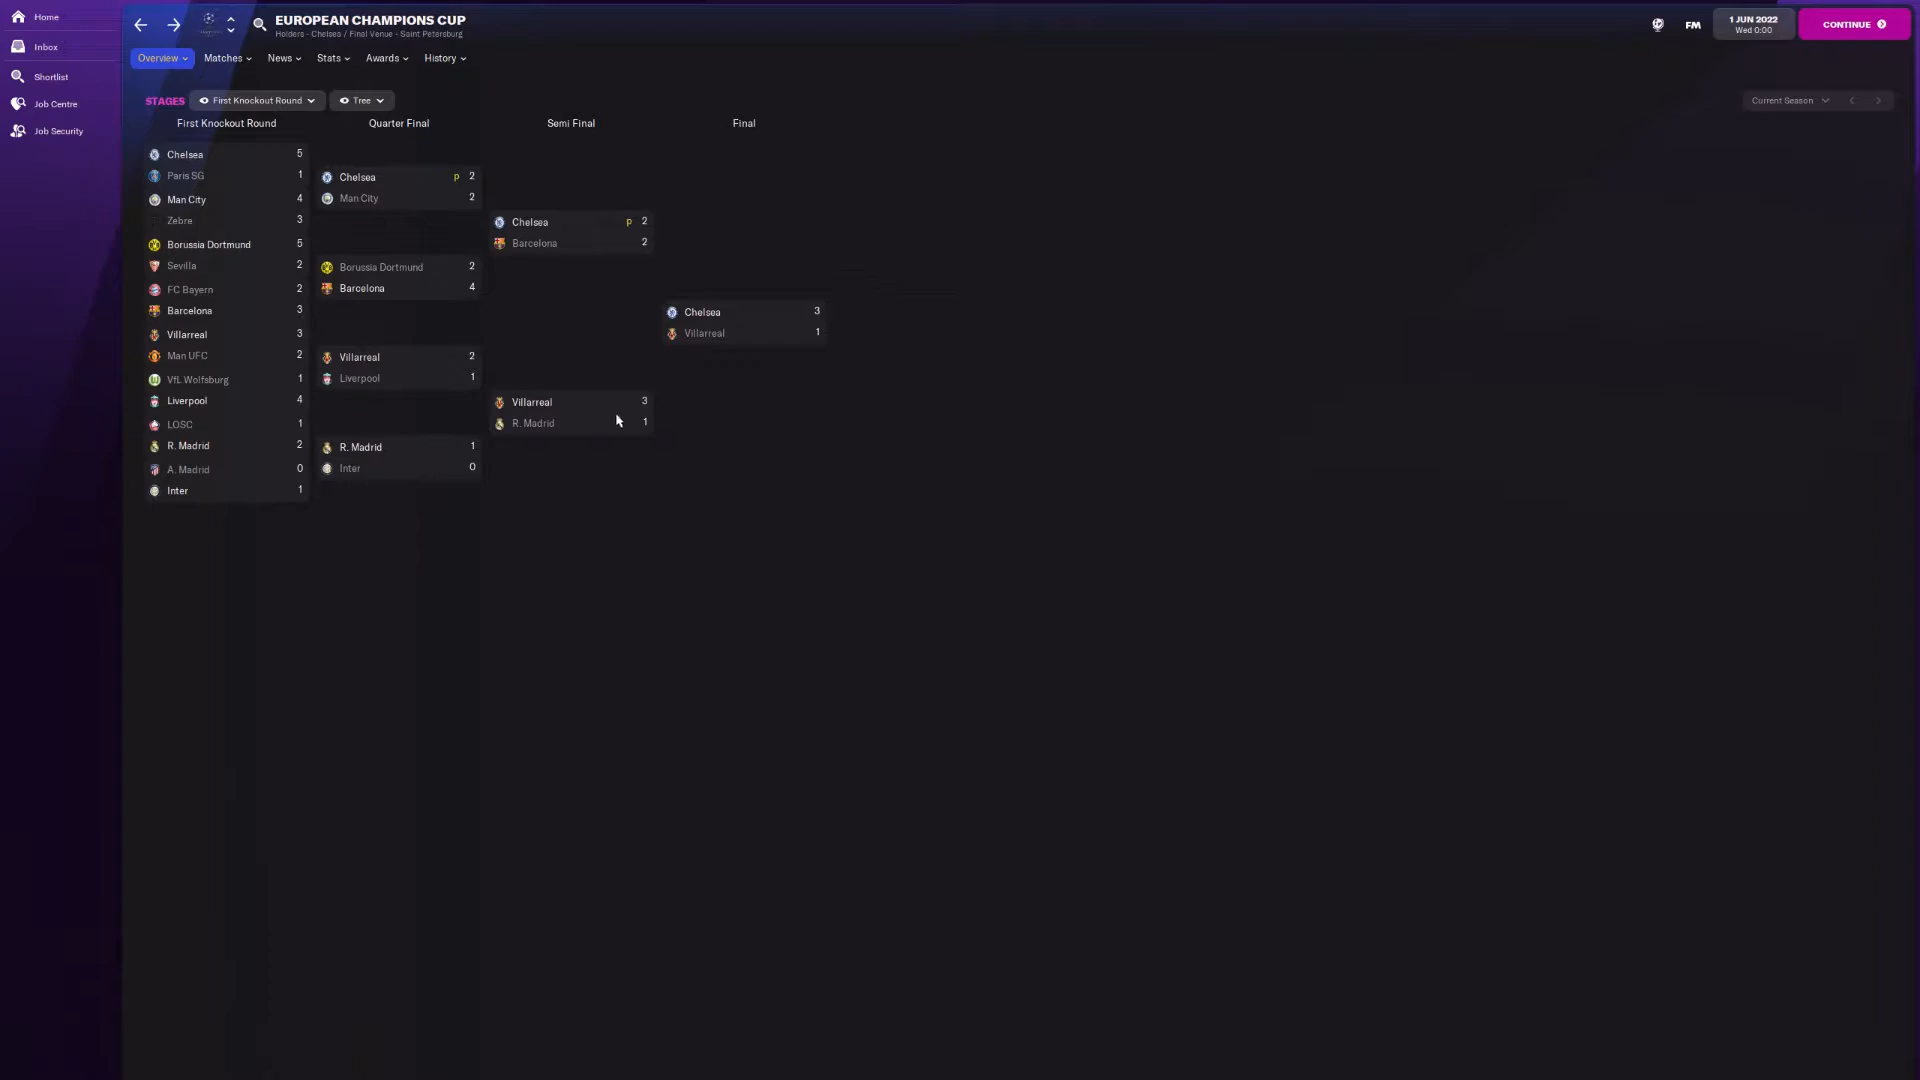 Home
Inbox
Shortlist
Job Centre
Job Security
EUROPEAN CHAMPIONS CUP
Holders - Chelsea / Final Venue - Saint Petersburg
FM
1 JUN 2022
Wed 0:00
CONTINUE
Overview
Matches
News
Stats
Awards
History
STAGES
First Knockout Round
Tree
Current Season
First Knockout Round
Quarter Final
Semi Final
Final
Chelsea 5
Paris SG 1
Man City 4
Zebre 3
Borussia Dortmund 5
Sevilla 2
FC Bayern 2
Barcelona 3
Villarreal 3
Man UFC 2
VfL Wolfsburg 1
Liverpool 4
LOSC 1
R. Madrid 2
A. Madrid 0
Inter 1
Chelsea p 2
Man City 2
Borussia Dortmund 2
Barcelona 4
Villarreal 2
Liverpool 1
R. Madrid 1
Inter 0
Chelsea p 2
Barcelona 2
Villarreal 3
R. Madrid 1
Chelsea 3
Villarreal 1